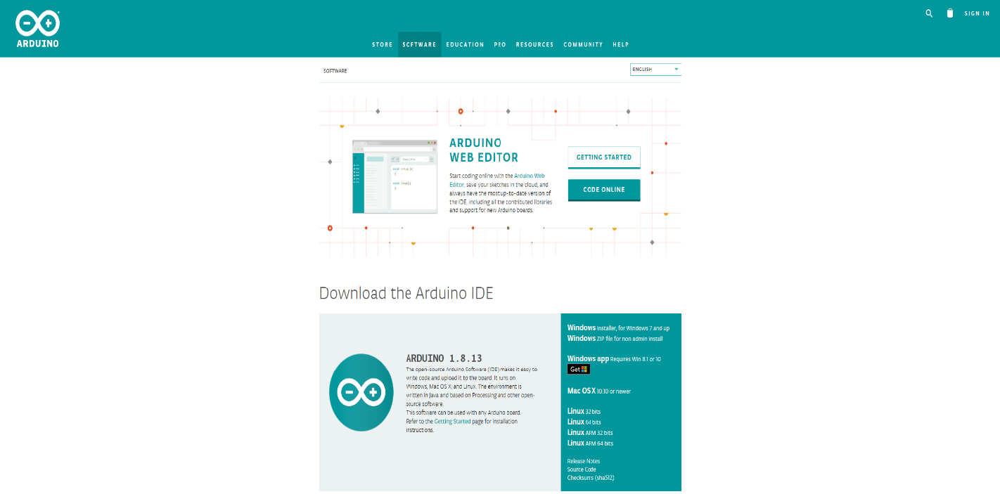 ARDUINO
SIGN IN
STORE SOFTWARE EDUCATION PRO RESOURCES COMMUNITY HELP
SOFTWARE
ENGLISH
ARDUINO
WEB EDITOR
Start coding online with the Arduino Web
Editor, save your sketches in the cloud, and
always have the most up-to-date version of
the IDE, including all the contributed libraries
and support for new Arduino boards.
GETTING STARTED
CODE ONLINE
void setup(){
}
void loop(){
}
Download the Arduino IDE
ARDUINO 1.8.13
The open-source Arduino Software (IDE) makes it easy to
write code and upload it to the board. It runs on
Windows, Mac OS X, and Linux. The environment is
written in Java and based on Processing and other open-
source software.
This software can be used with any Arduino board.
Refer to the Getting Started page for Installation
instructions.
Windows Installer, for Windows 7 and up
Windows ZIP file for non admin install
Windows app Requires Win 8.1 or 10
Get
Mac OS X 10.10 or newer
Linux 32 bits
Linux 64 bits
Linux ARM 32 bits
Linux ARM 64 bits
Release Notes
Source Code
Checksums (sha512)